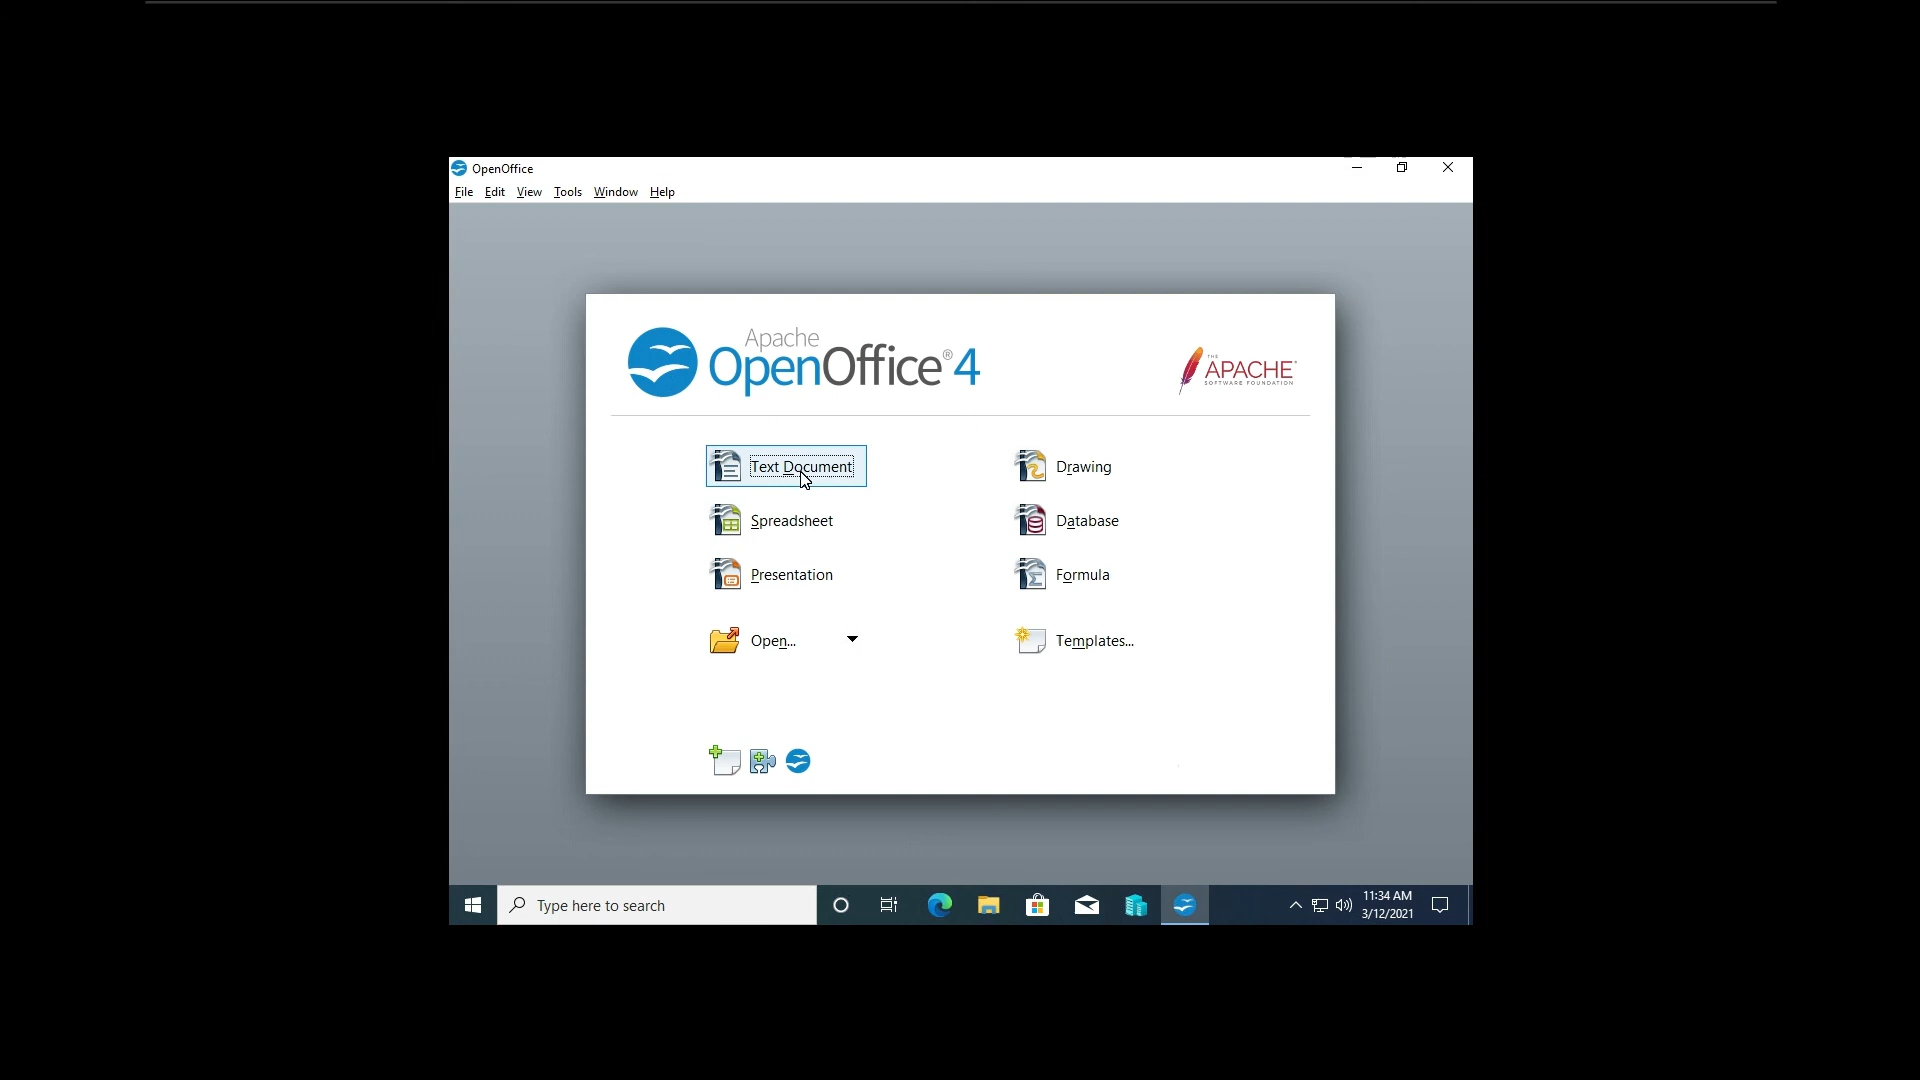 OpenOffice
File Edit View Tools Window Help
Apache
OpenOffice® 4
THE
APACHE
SOFTWARE FOUNDATION
Text Document
Drawing
Spreadsheet
Database
Presentation
Formula
Open...
Templates...
Type here to search
11:34 AM
3/12/2021